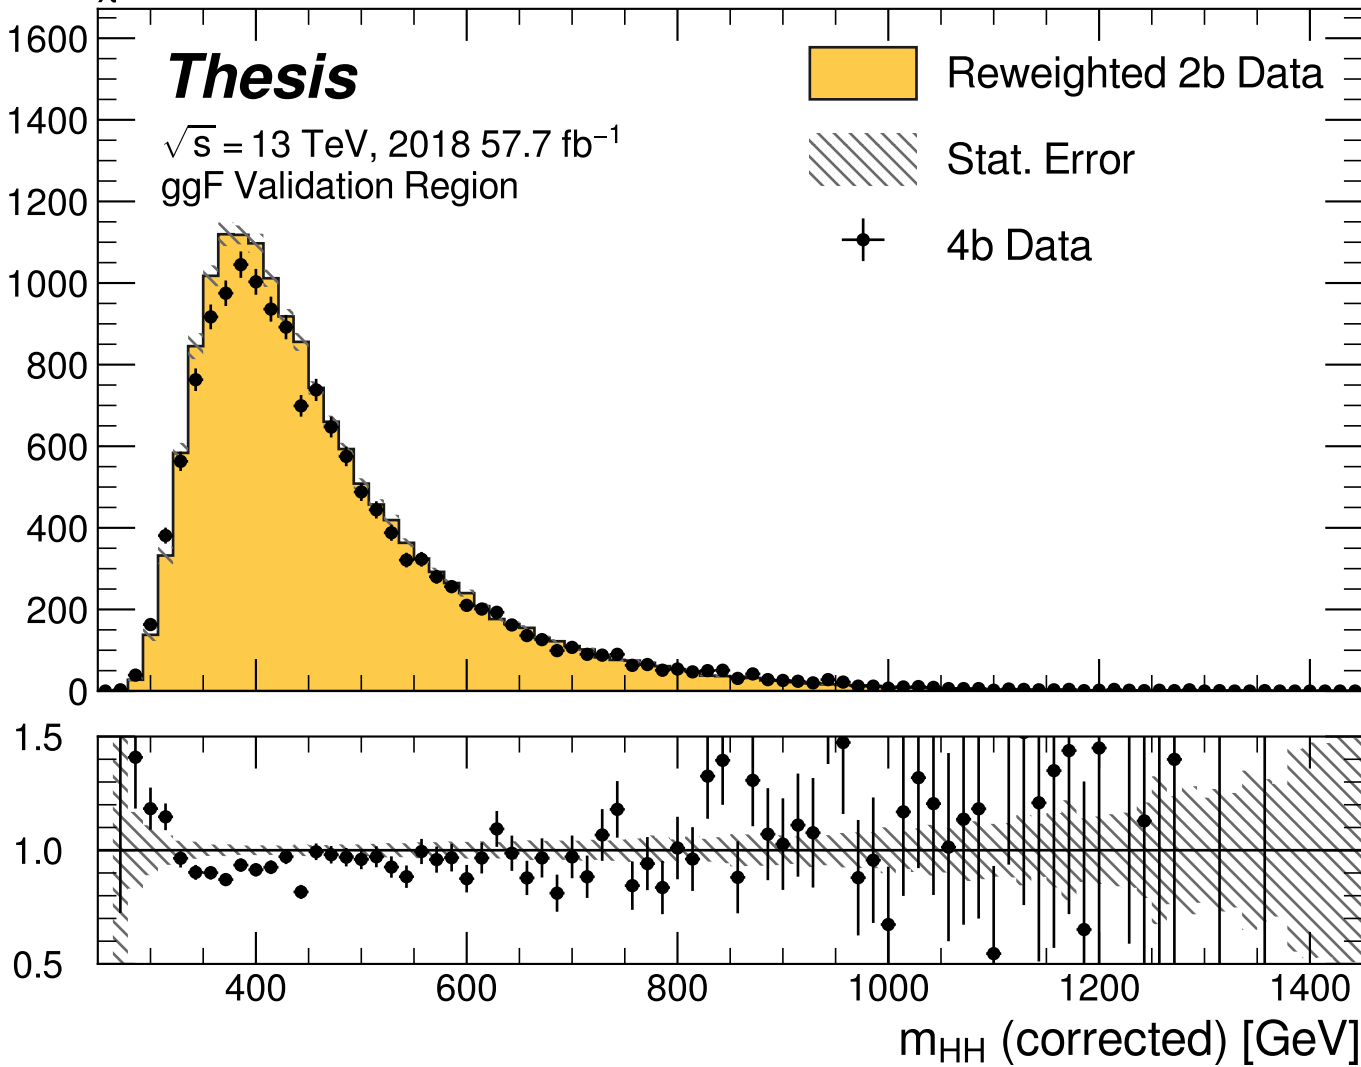 1600
1400
1200
1000
800
600
400
200
0
Thesis
√s = 13 TeV, 2018 57.7 fb⁻¹
ggF Validation Region
Reweighted 2b Data
Stat. Error
4b Data
1.5
1.0
0.5
400 600 800 1000 1200 1400
m_HH (corrected) [GeV]